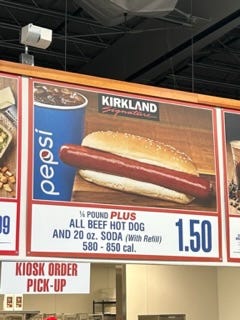 KIRKLAND
Signature
pepsi
¼ POUND PLUS
ALL BEEF HOT DOG
AND 20 oz. SODA (With Refill)
580 - 850 cal.
1.50
09
KIOSK ORDER
PICK-UP